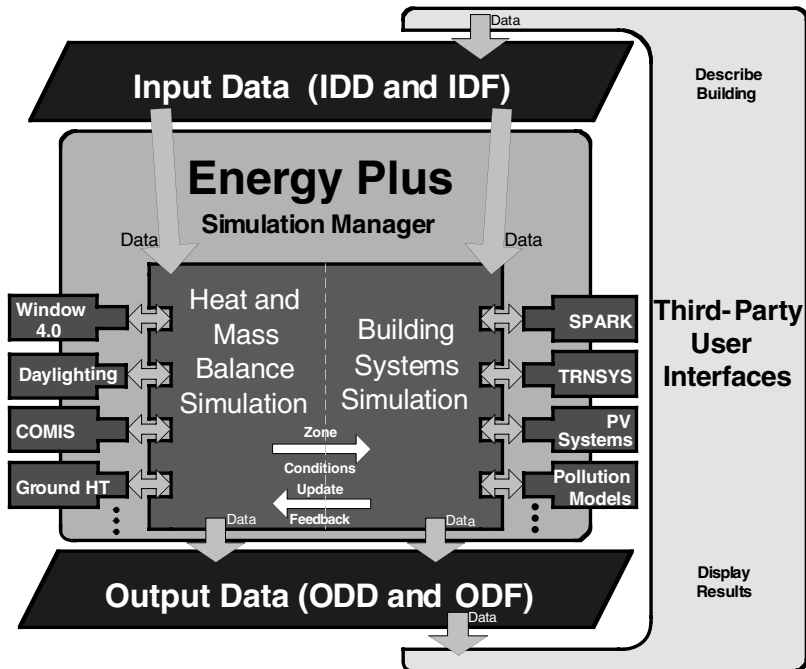 Data
Input Data (IDD and IDF)
Describe
Building
Energy Plus
Simulation Manager
Data
Data
Window
4.0
Daylighting
COMIS
Ground HT
Heat and
Mass
Balance
Simulation
Building
Systems
Simulation
Zone
Conditions
Update
Feedback
SPARK
TRNSYS
PV
Systems
Pollution
Models
Third-Party
User
Interfaces
Data
Data
Output Data (ODD and ODF)
Display
Results
Data